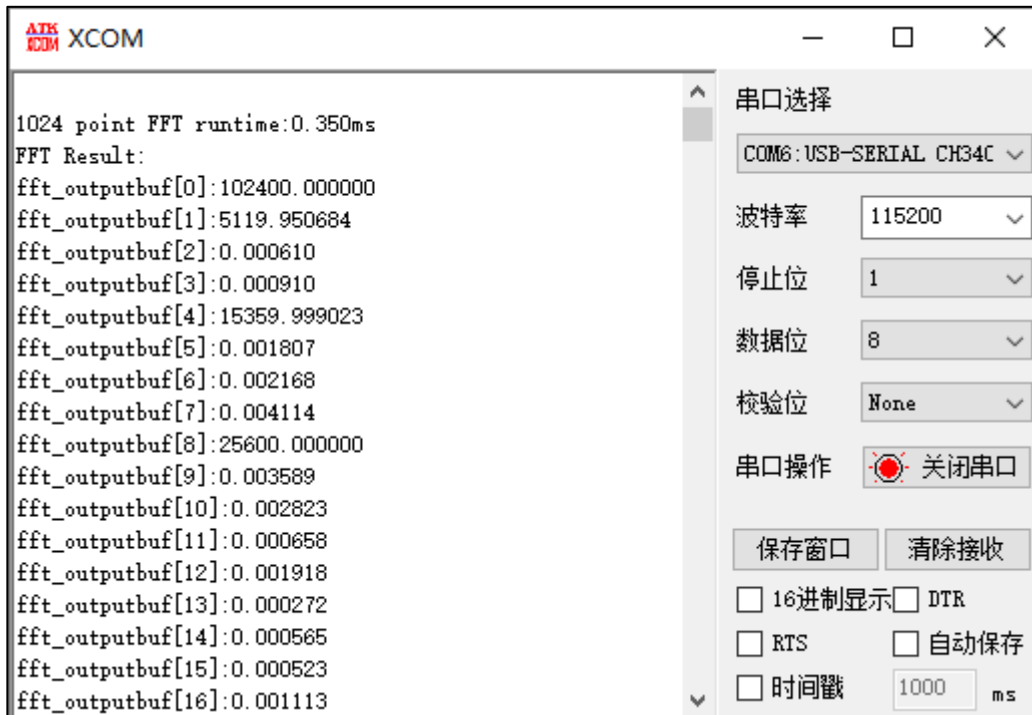 ATK
XCOM
XCOM
1024 point FFT runtime:0.350ms
FFT Result:
fft_outputbuf[0]:102400.000000
fft_outputbuf[1]:5119.950684
fft_outputbuf[2]:0.000610
fft_outputbuf[3]:0.000910
fft_outputbuf[4]:15359.999023
fft_outputbuf[5]:0.001807
fft_outputbuf[6]:0.002168
fft_outputbuf[7]:0.004114
fft_outputbuf[8]:25600.000000
fft_outputbuf[9]:0.003589
fft_outputbuf[10]:0.002823
fft_outputbuf[11]:0.000658
fft_outputbuf[12]:0.001918
fft_outputbuf[13]:0.000272
fft_outputbuf[14]:0.000565
fft_outputbuf[15]:0.000523
fft_outputbuf[16]:0.001113
串口选择
COM6:USB-SERIAL CH340
波特率 115200
停止位 1
数据位 8
校验位 None
串口操作 关闭串口
保存窗口 清除接收
16进制显示 DTR
RTS 自动保存
时间戳 1000 ms